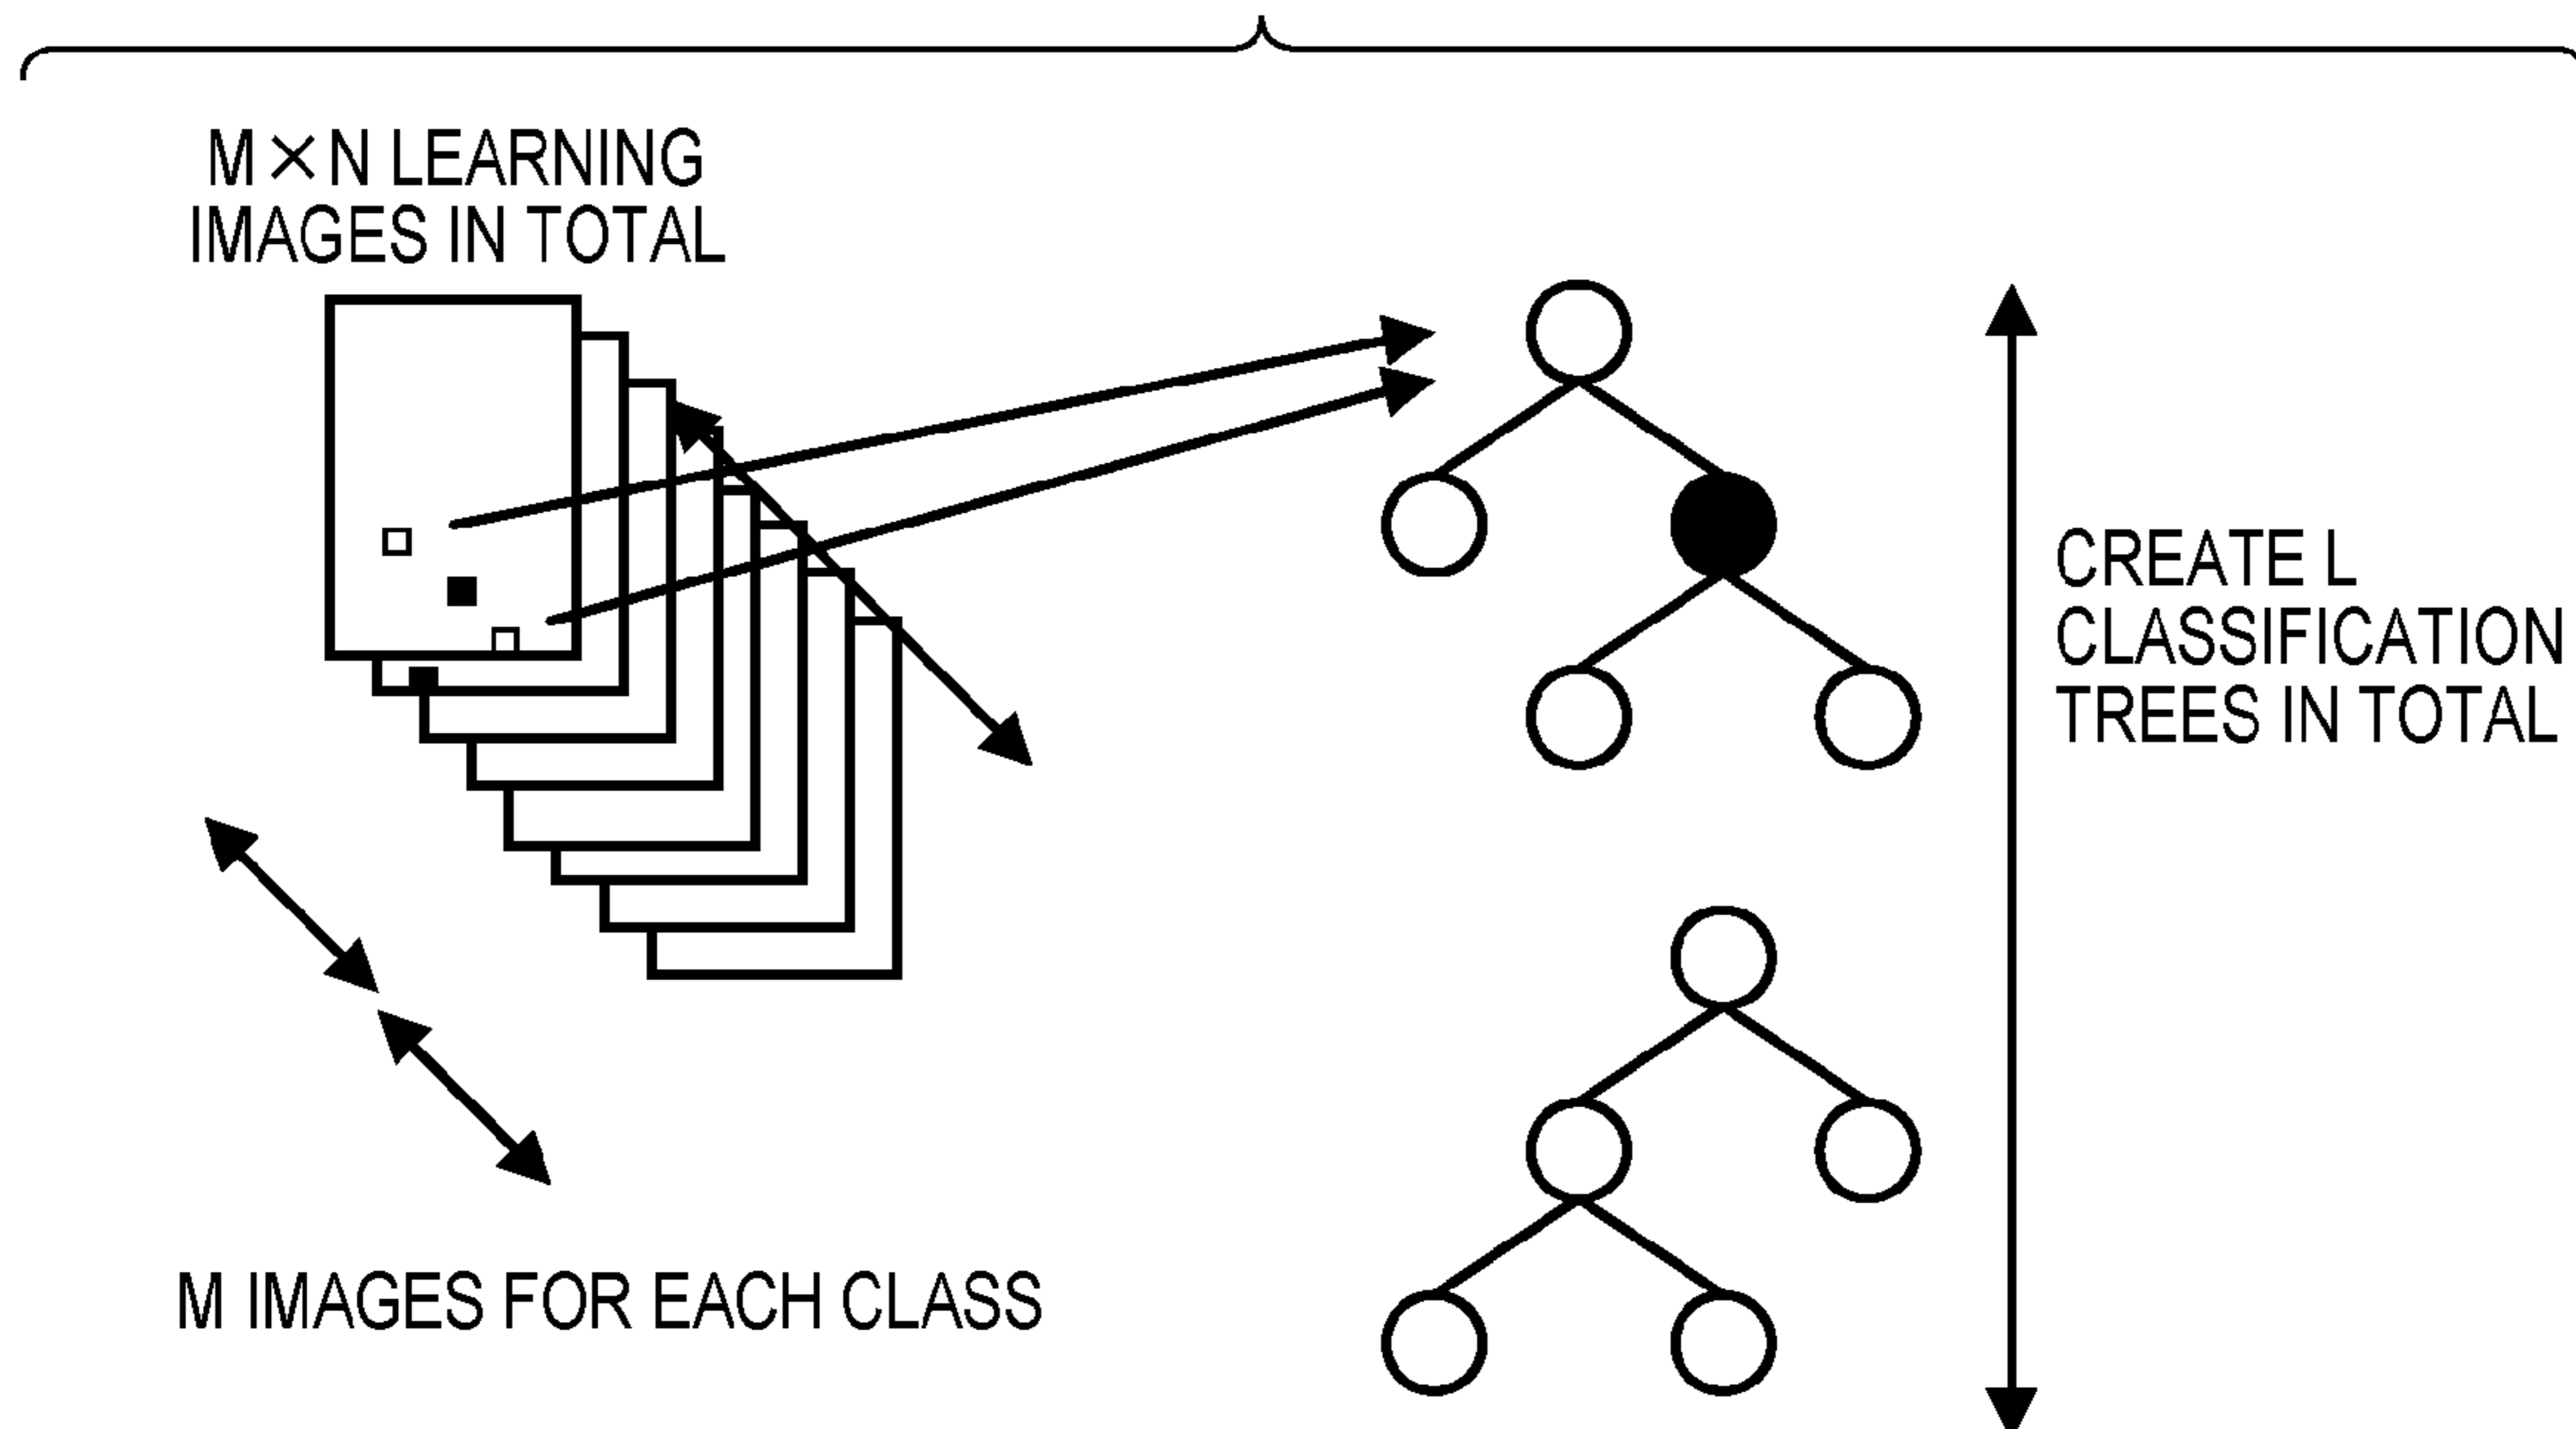 M×N LEARNING
IMAGES IN TOTAL
CREATE L
CLASSIFICATION
TREES IN TOTAL
M IMAGES FOR EACH CLASS